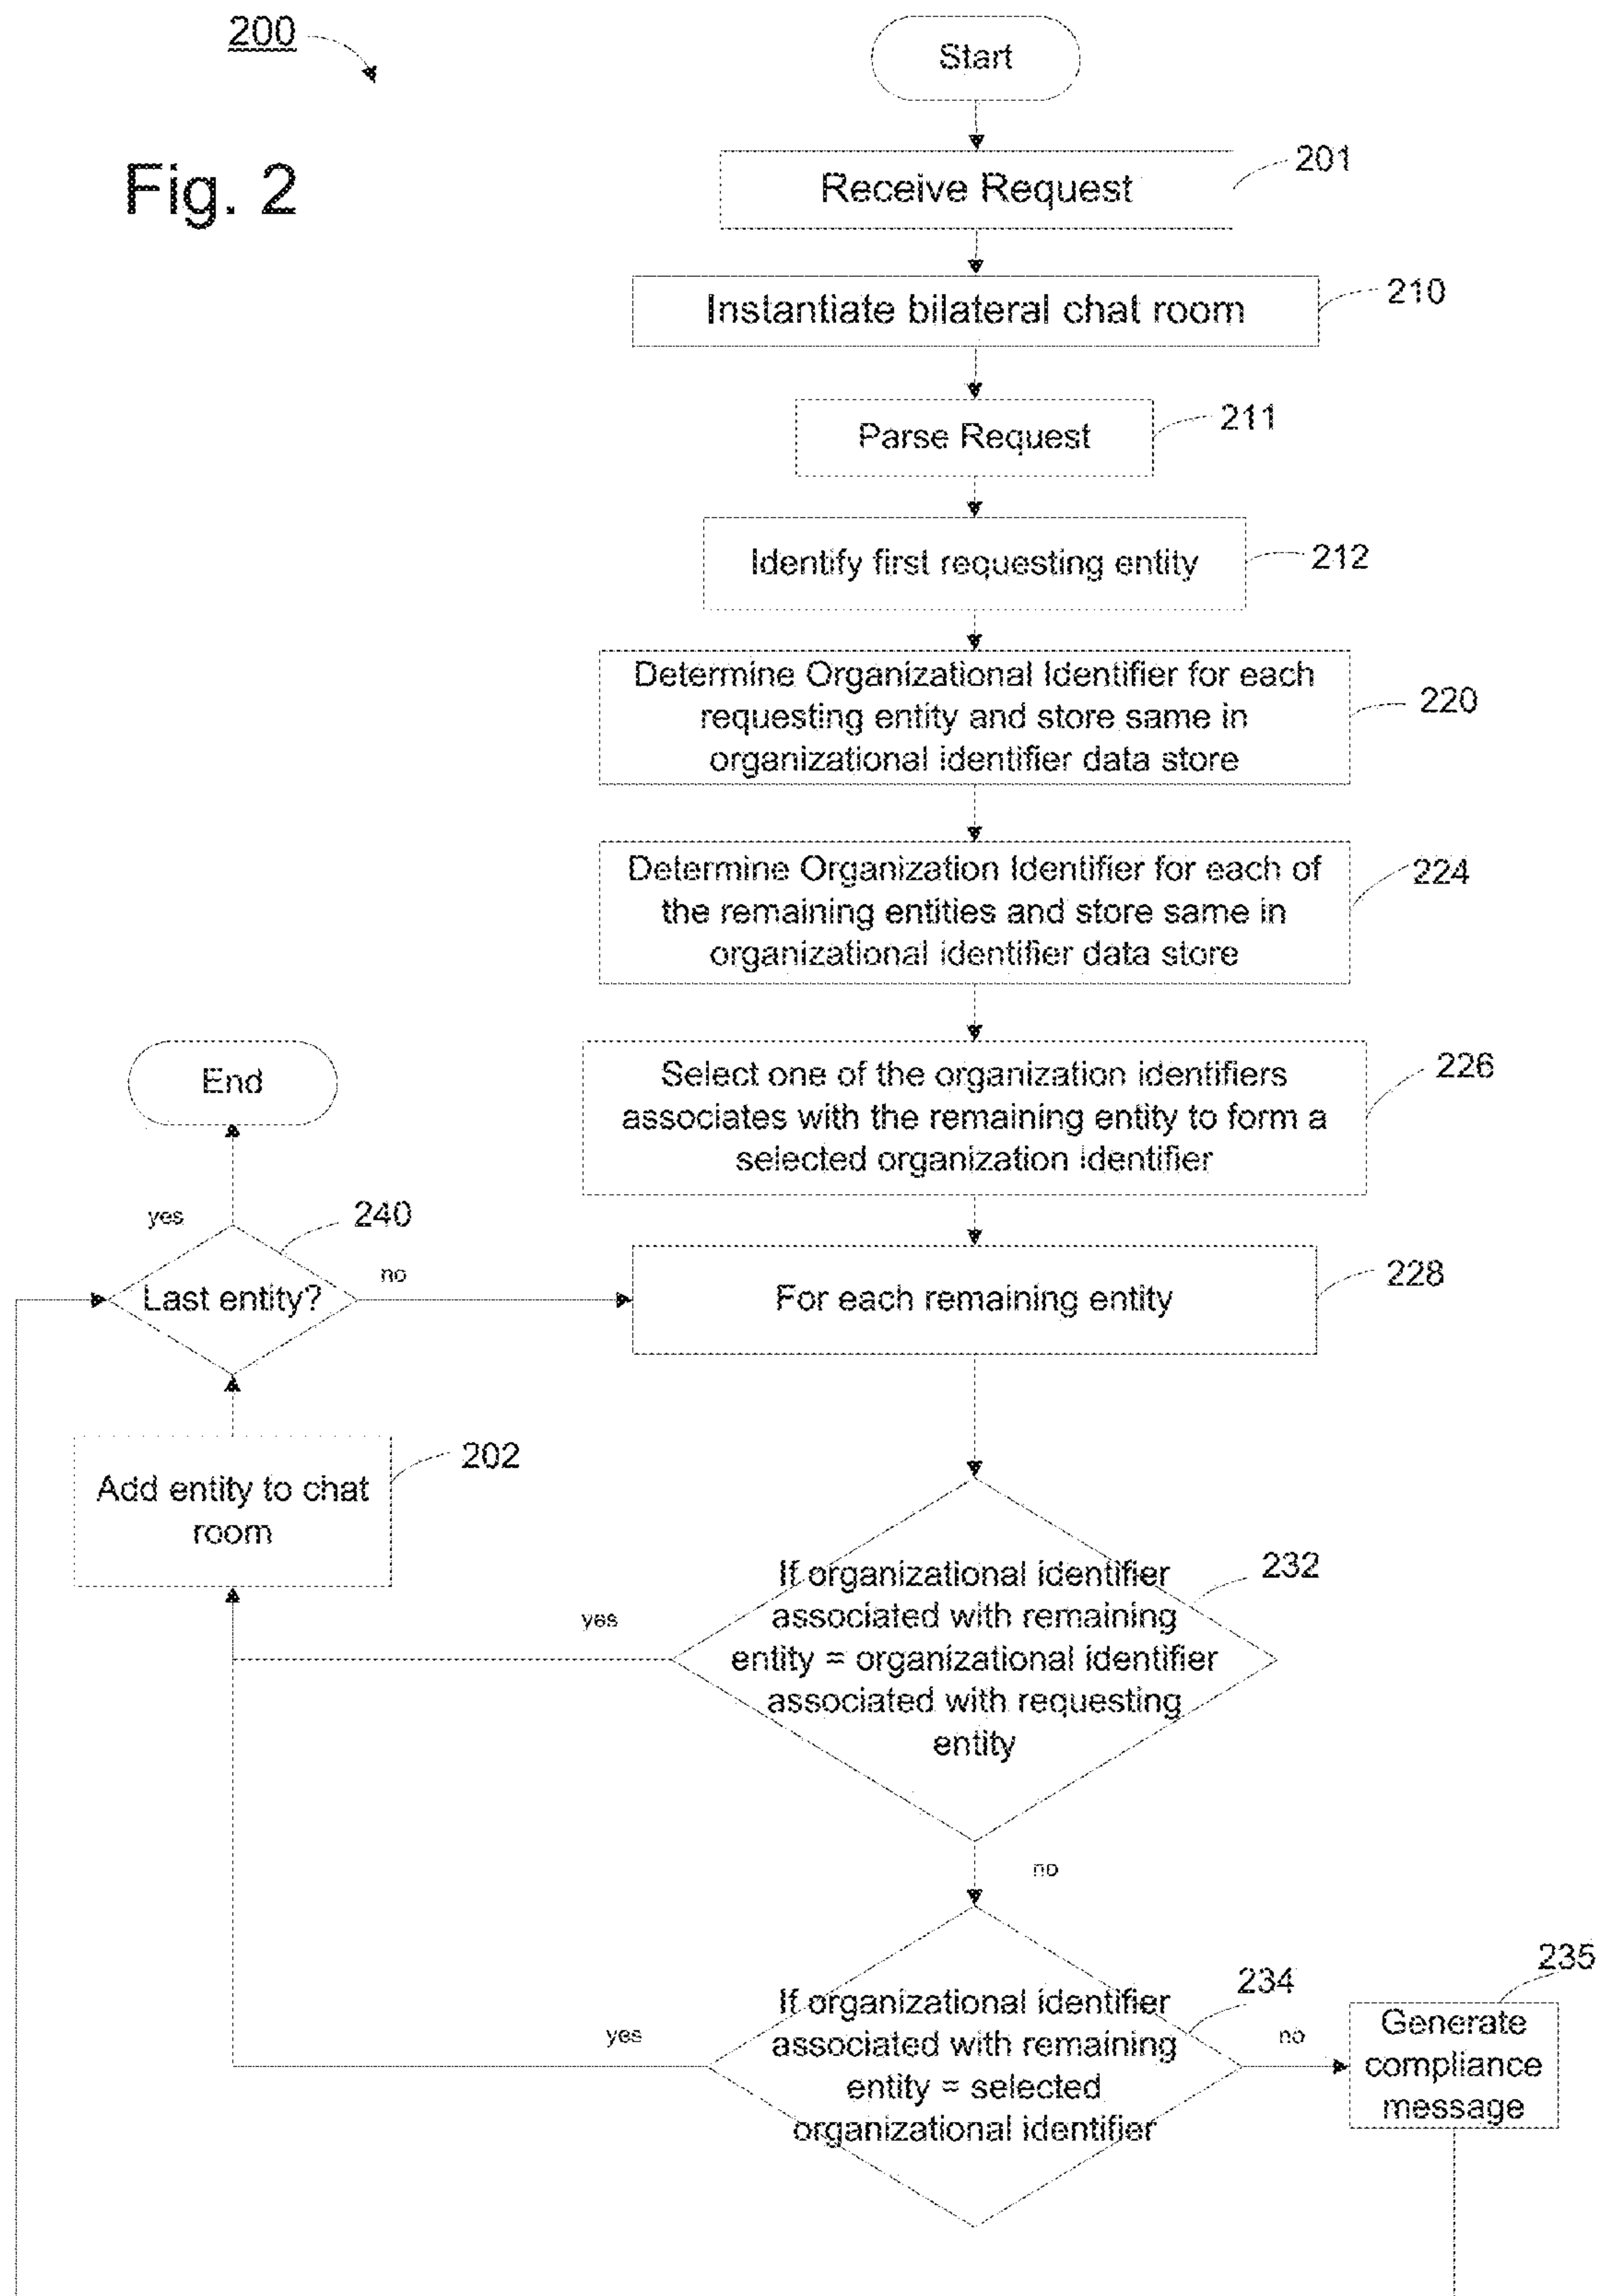 200
Fig. 2
Start
Receive Request
201
Instantiate bilateral chat room
210
Parse Request
211
Identify first requesting entity
212
Determine Organizational Identifier for each
requesting entity and store same in
organizational identifier data store
220
Determine Organization Identifier for each of
the remaining entities and store same in
organizational identifier data store
224
Select one of the organization identifiers
associates with the remaining entity to form a
selected organization identifier
226
End
yes
240
Last entity?
no
For each remaining entity
228
Add entity to chat
room
202
If organizational identifier
associated with remaining
entity = organizational identifier
associated with requesting
entity
232
yes
no
If organizational identifier
associated with remaining
entity = selected
organizational identifier
234
yes
no
235
Generate
compliance
message